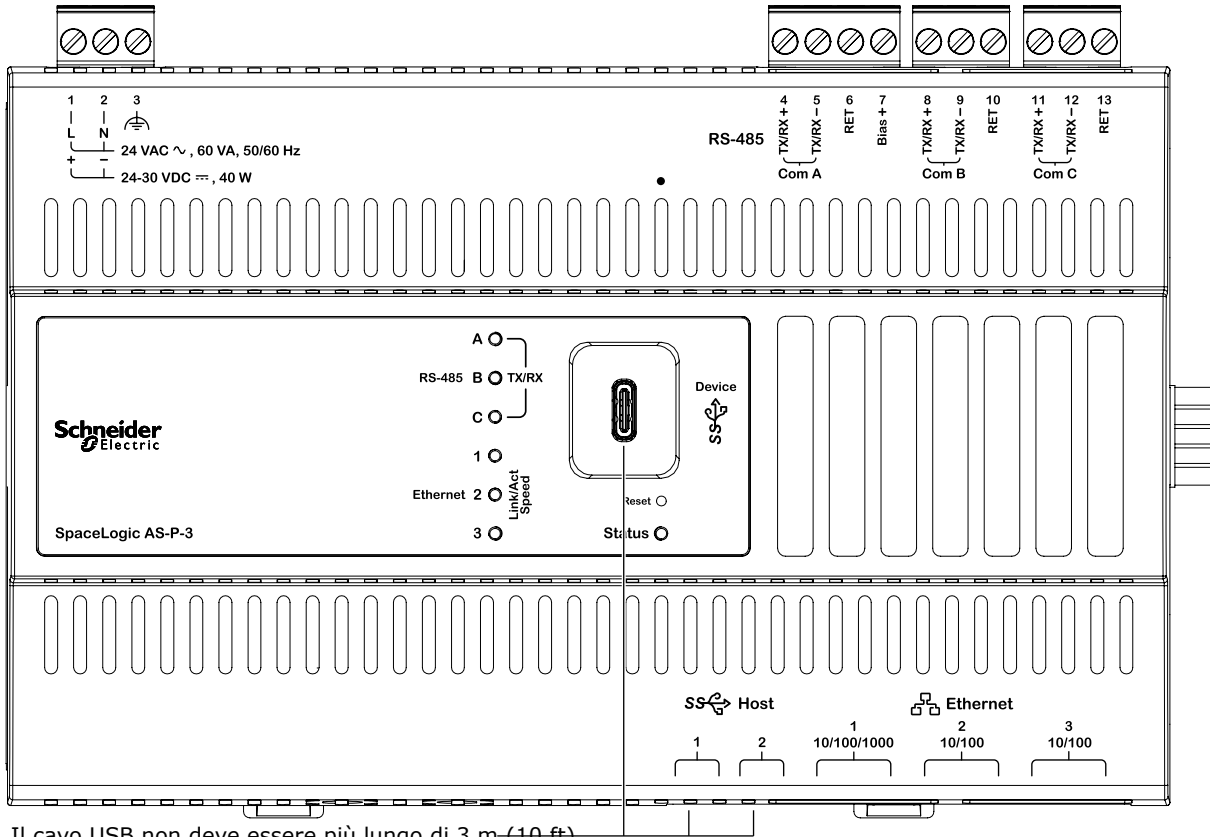 1 2 3
L N
+ −
24 VAC ∿ , 60 VA, 50/60 Hz
24-30 VDC ⎓ , 40 W
RS-485
4 5 6 7 8 9 10 11 12 13
TX/RX + TX/RX − RET Bias + TX/RX + TX/RX − RET TX/RX + TX/RX − RET
Com A Com B Com C
A
RS-485 B TX/RX
C
1
Ethernet 2 Link/Act Speed
3
Device
SS
Reset
Status
Schneider
Electric
SpaceLogic AS-P-3
SS Host
1 2
Ethernet
1 2 3
10/100/1000 10/100 10/100
Il cavo USB non deve essere più lungo di 3 m (10 ft)